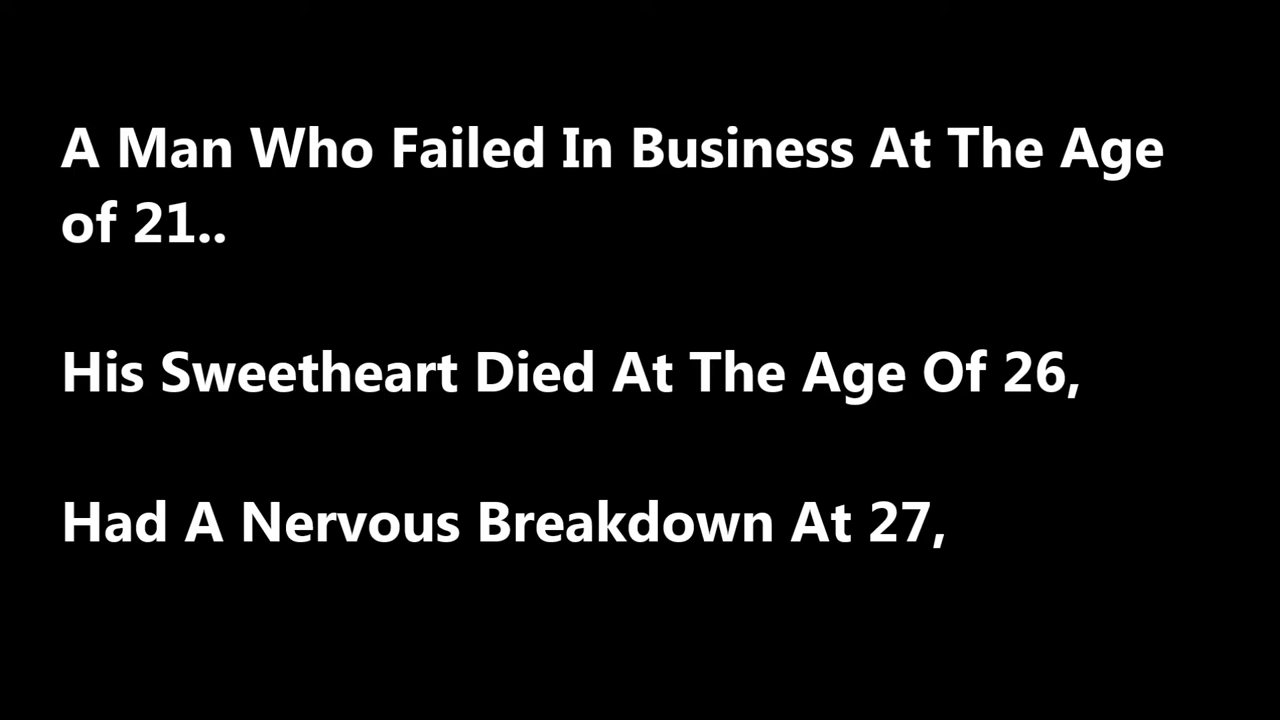 A Man Who Failed In Business At The Age
of 21..
His Sweetheart Died At The Age Of 26,
Had A Nervous Breakdown At 27,